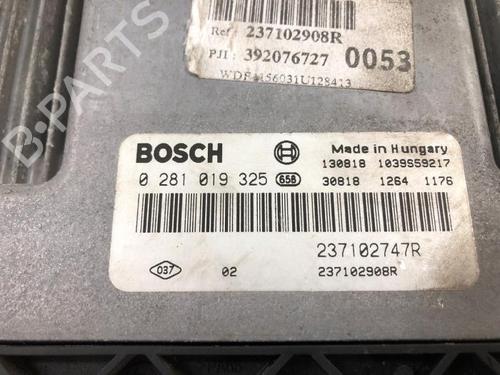 Ref: 237102908R
PJI: 392076727 0053
BOSCH
Made in Hungary
130818 1039S59217
0 281 019 325 658
30818 1264 1176
237102747R
037 02 237102908R
B-PARTS